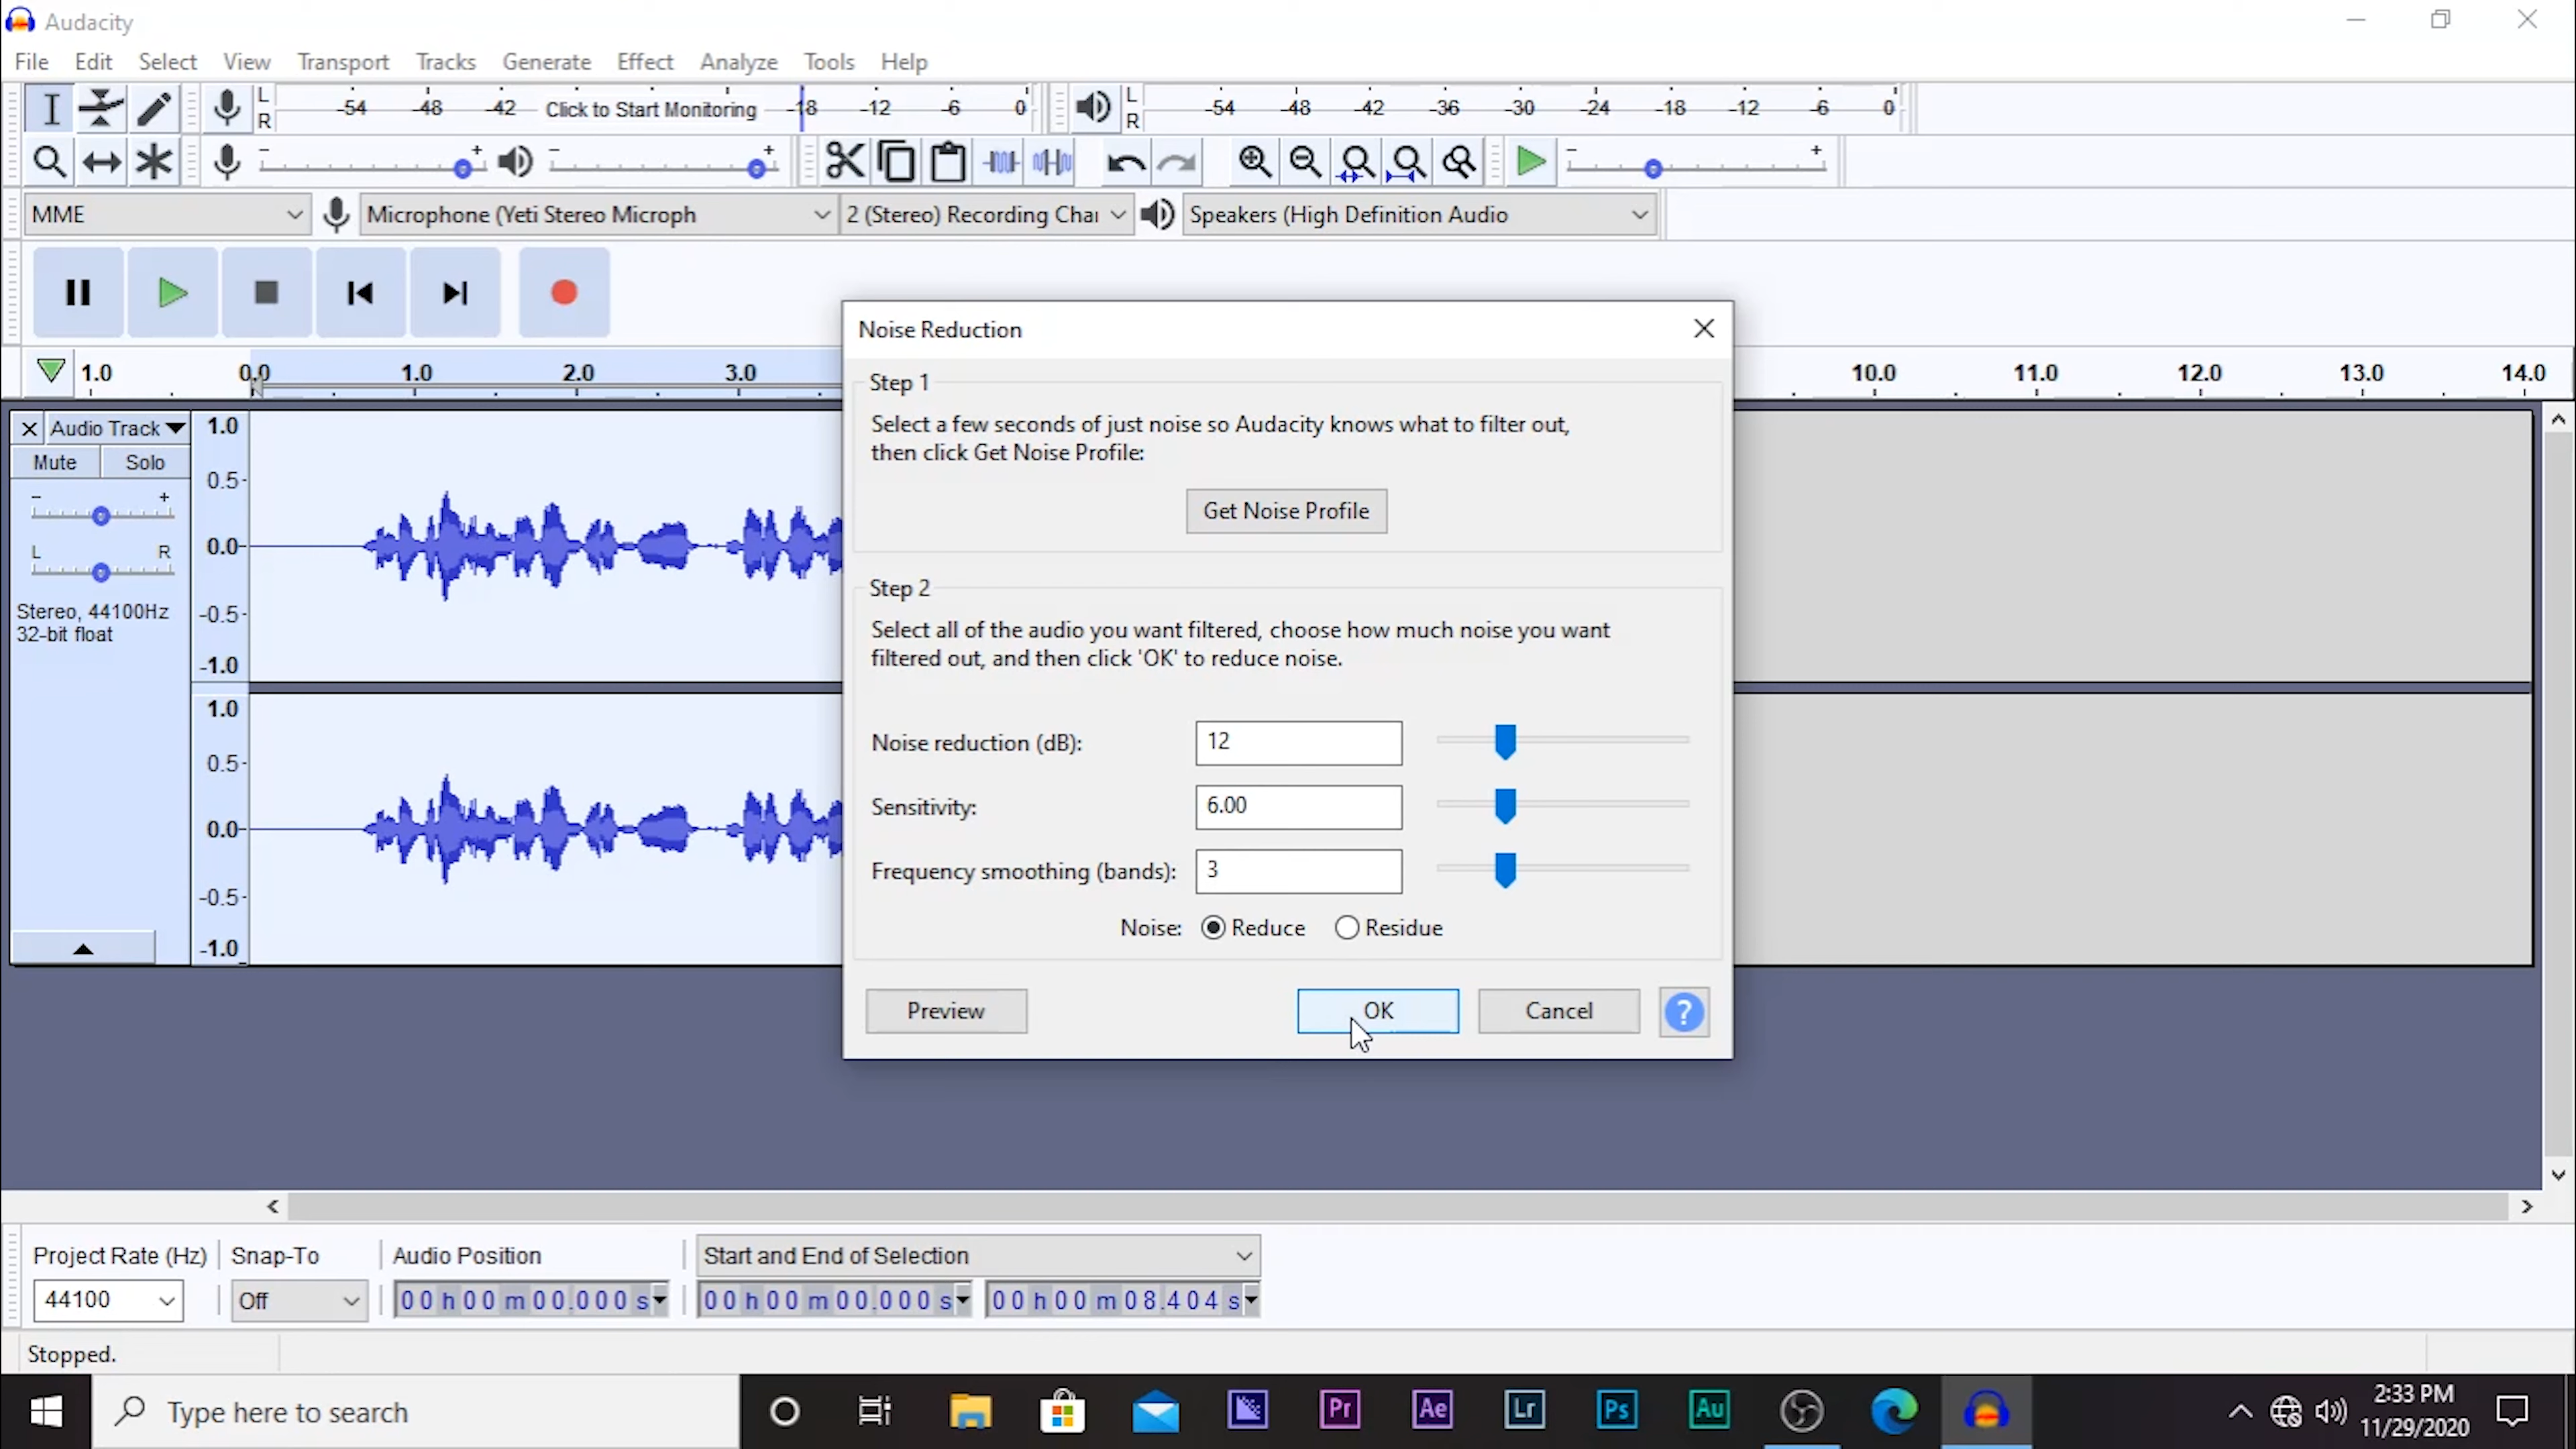 Audacity
File Edit Select View Transport Tracks Generate Effect Analyze Tools Help
L
R
-54 -48 -42 Click to Start Monitoring -18 -12 -6 0
L
R
-54 -48 -42 -36 -30 -24 -18 -12 -6 0
- + - + - +
MME Microphone (Yeti Stereo Microph 2 (Stereo) Recording Char Speakers (High Definition Audio
1.0 0.0 1.0 2.0 3.0 10.0 11.0 12.0 13.0 14.0
Audio Track
Mute Solo
- +
L R
Stereo, 44100Hz
32-bit float
1.0
0.5
0.0
-0.5
-1.0
1.0
0.5
0.0
-0.5
-1.0
Noise Reduction
Step 1
Select a few seconds of just noise so Audacity knows what to filter out,
then click Get Noise Profile:
Get Noise Profile
Step 2
Select all of the audio you want filtered, choose how much noise you want
filtered out, and then click 'OK' to reduce noise.
Noise reduction (dB): 12
Sensitivity: 6.00
Frequency smoothing (bands): 3
Noise: Reduce Residue
Preview OK Cancel ?
Project Rate (Hz) Snap-To Audio Position Start and End of Selection
44100 Off 00 h 00 m 00.000 s 00 h 00 m 00.000 s 00 h 00 m 08.404 s
Stopped.
Type here to search
Pr Ae Lr Ps Au
2:33 PM
11/29/2020